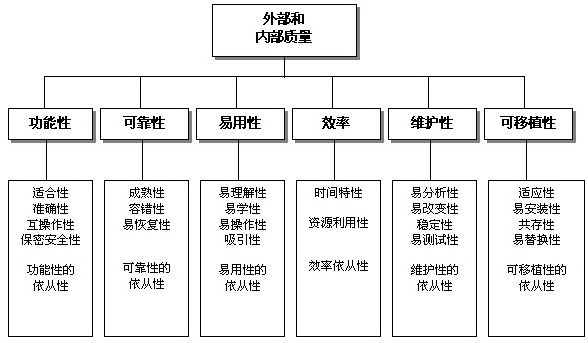 外部和
内部质量
功能性
可靠性
易用性
效率
维护性
可移植性
适合性
准确性
互操作性
保密安全性
功能性的
依从性
成熟性
容错性
易恢复性
可靠性的
依从性
易理解性
易学性
易操作性
吸引性
易用性的
依从性
时间特性
资源利用性
效率依从性
易分析性
易改变性
稳定性
易测试性
维护性的
依从性
适应性
易安装性
共存性
易替换性
可移植性的
依从性